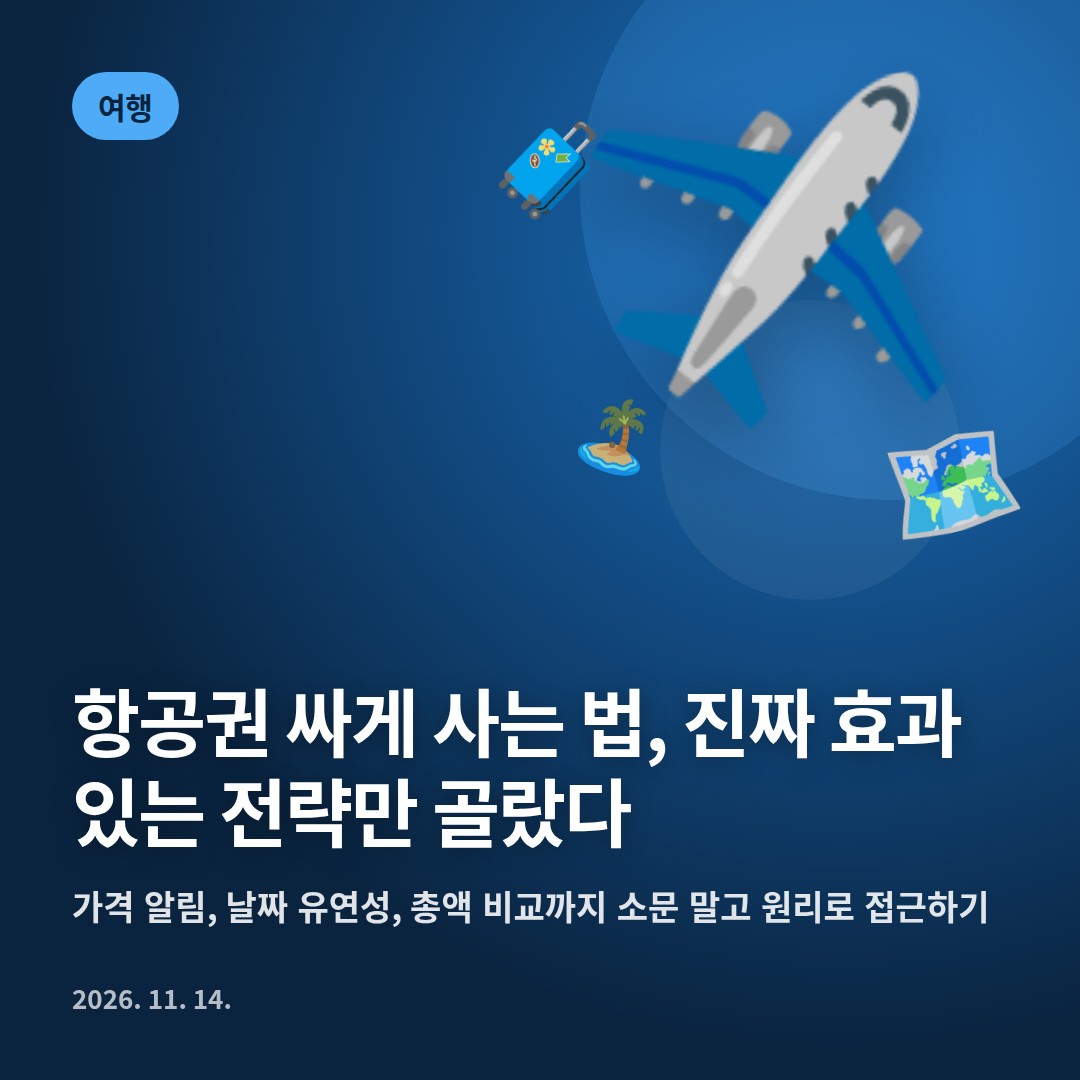 여행
항공권 싸게 사는 법, 진짜 효과
있는 전략만 골랐다
가격 알림, 날짜 유연성, 총액 비교까지 소문 말고 원리로 접근하기
2026. 11. 14.